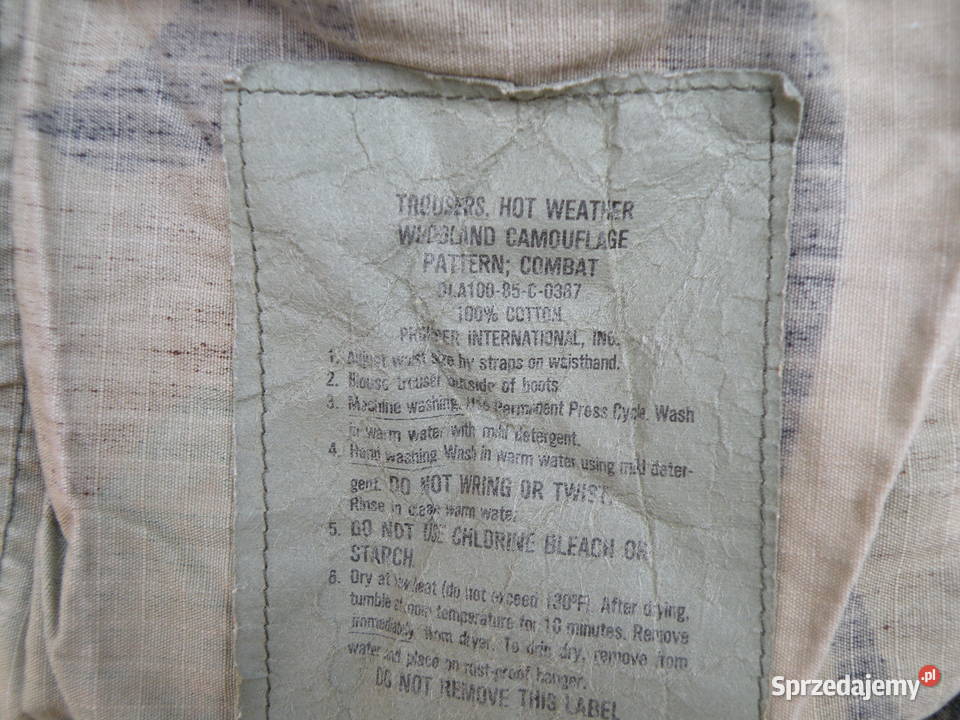 TROUSERS, HOT WEATHER
WOODLAND CAMOUFLAGE
PATTERN; COMBAT
DLA100-85-C-0387
100% COTTON
INTERNATIONAL, INC.
1. Adjust waist size by straps on waistband.
2. Blouse trouser outside of boots
3. Machine washing. Use Permanent Press Cycle. Wash
in warm water with mild detergent.
4. Hand washing. Wash in warm water using mild deter-
gent. DO NOT WRING OR TWIST.
Rinse in clean warm water.
5. DO NOT USE CHLORINE BLEACH OR
STARCH.
6. Dry at low heat (do not exceed 130°F). After drying,
tumble at room temperature for 10 minutes. Remove
immediately from dryer. To drip dry, remove from
water and place on rust-proof hanger.
DO NOT REMOVE THIS LABEL
Sprzedajemy.pl